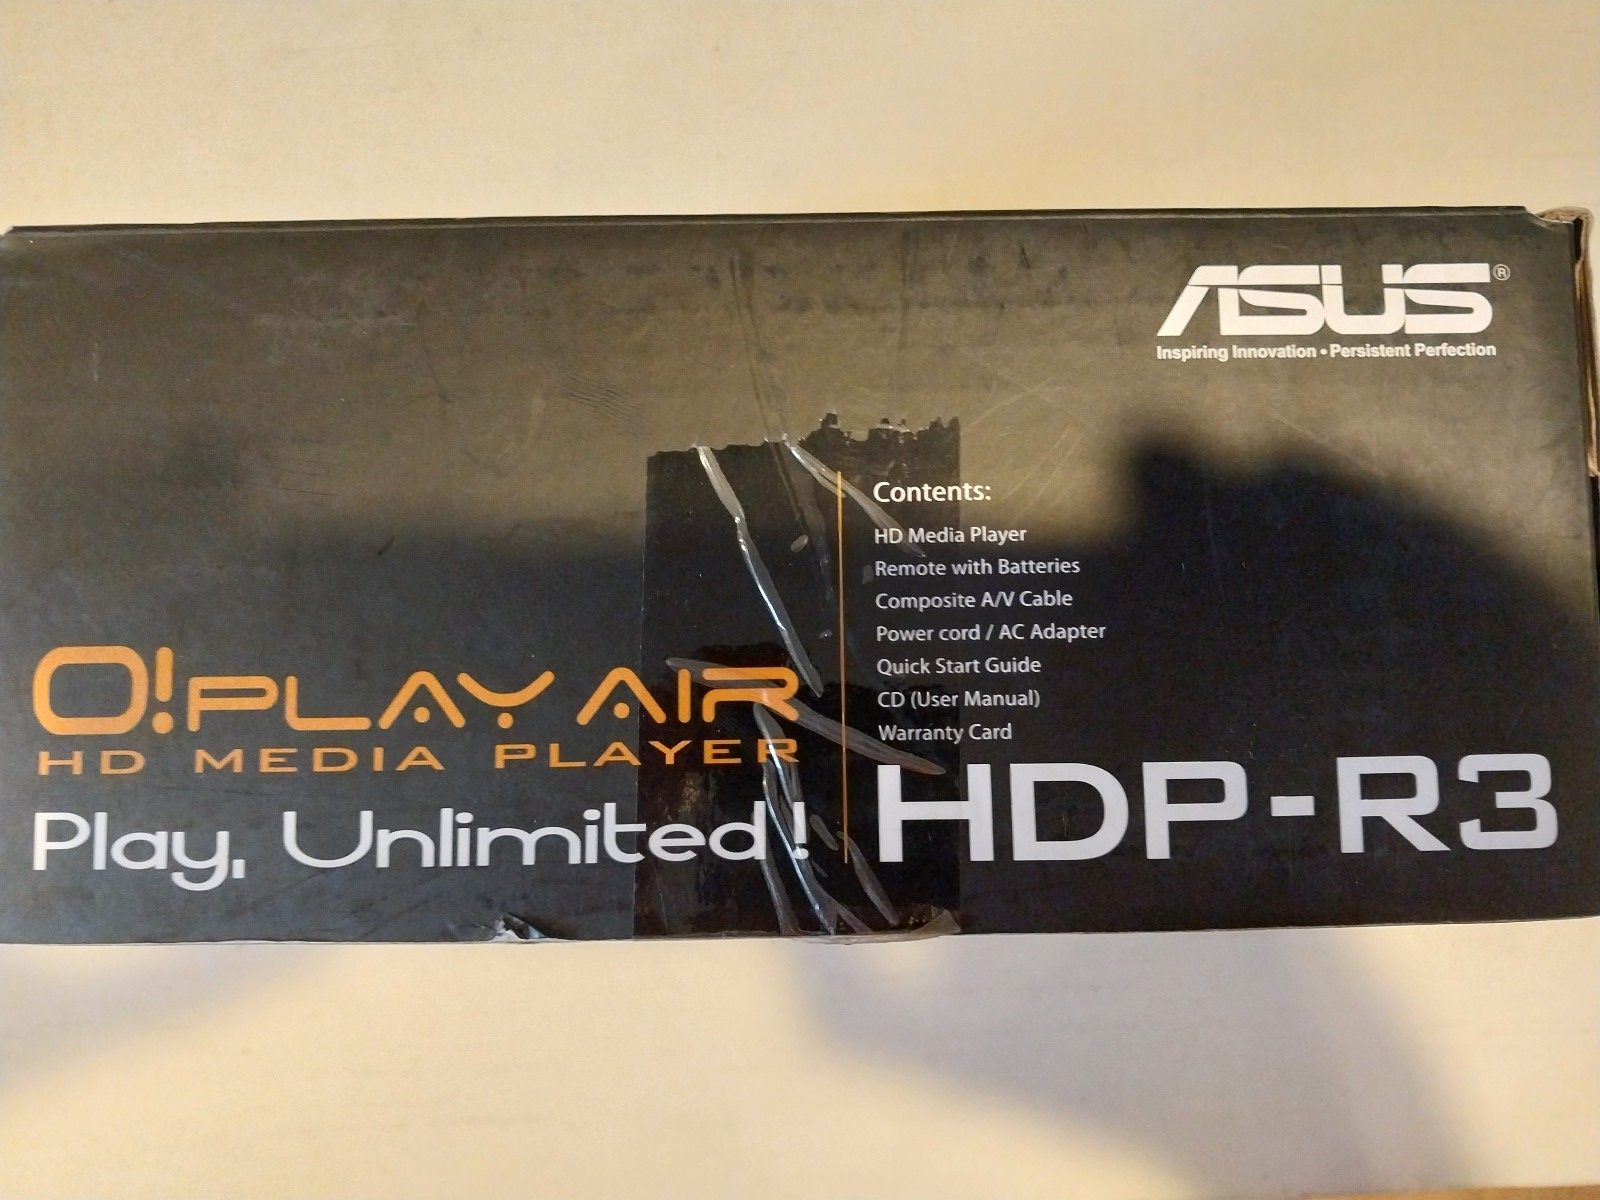 ASUS®
Inspiring Innovation • Persistent Perfection
Contents:
HD Media Player
Remote with Batteries
Composite A/V Cable
Power cord / AC Adapter
Quick Start Guide
CD (User Manual)
Warranty Card
O!PLAY AIR
HD MEDIA PLAYER
Play, Unlimited!
HDP-R3